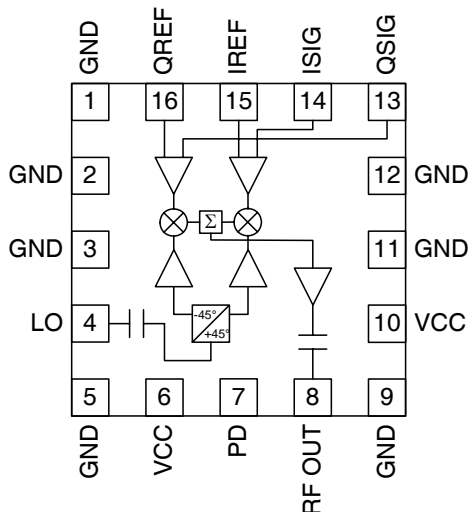 GND
QREF
IREF
ISIG
QSIG
1
16
15
14
13
GND 2
12 GND
Σ
GND 3
11 GND
LO 4
-45°
+45°
10 VCC
5
6
7
8
9
GND
VCC
PD
RF OUT
GND